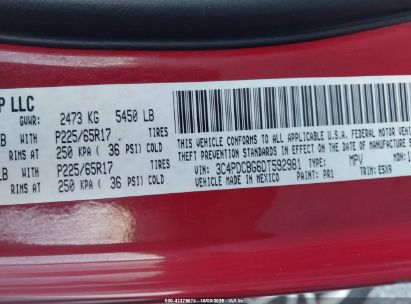 P LLC
GVWR: 2473 KG 5450 LB
B WITH P225/65R17 TIRES
RIMS AT 250 KPA ( 36 PSI) COLD
LB WITH P225/65R17 TIRES
RIMS AT 250 KPA ( 36 PSI) COLD
THIS VEHICLE CONFORMS TO ALL APPLICABLE U.S.A. FEDERAL MOTOR
THEFT PREVENTION STANDARDS IN EFFECT ON THE DATE OF MANUFACTURE
VIN: 3C4PDCBG6DT592981 TYPE: MPV
VEHICLE MADE IN MEXICO PAINT: PR1 TRIM: E5X9